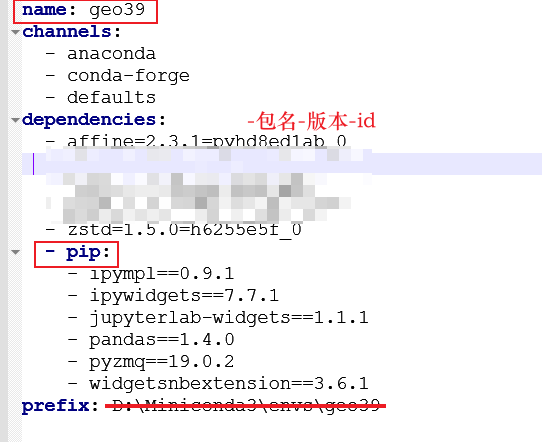 name: geo39
channels:
- anaconda
- conda-forge
- defaults
dependencies:
-包名-版本-id
- affine=2.3.1=pyhd8ed1ab_0
- zstd=1.5.0=h6255e5f_0
- pip:
- ipympl==0.9.1
- ipywidgets==7.7.1
- jupyterlab-widgets==1.1.1
- pandas==1.4.0
- pyzmq==19.0.2
- widgetsnbextension==3.6.1
prefix: D:\Miniconda3\envs\geo39